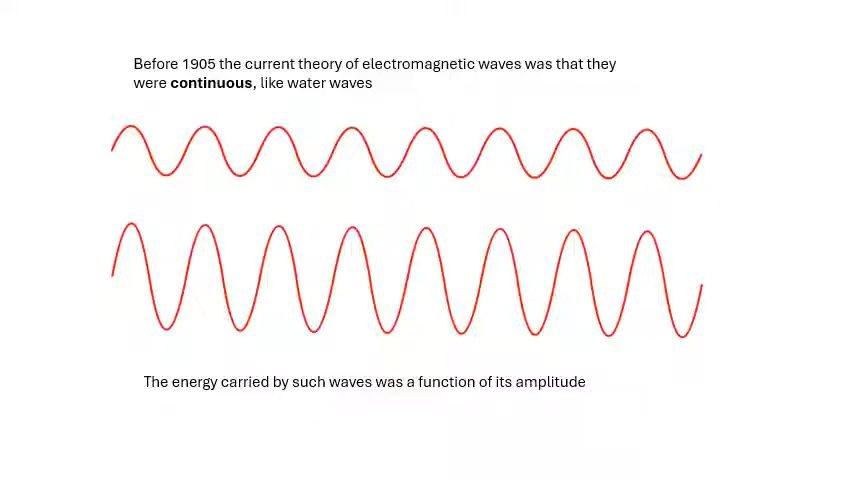 Before 1905 the current theory of electromagnetic waves was that they
were continuous, like water waves
The energy carried by such waves was a function of its amplitude